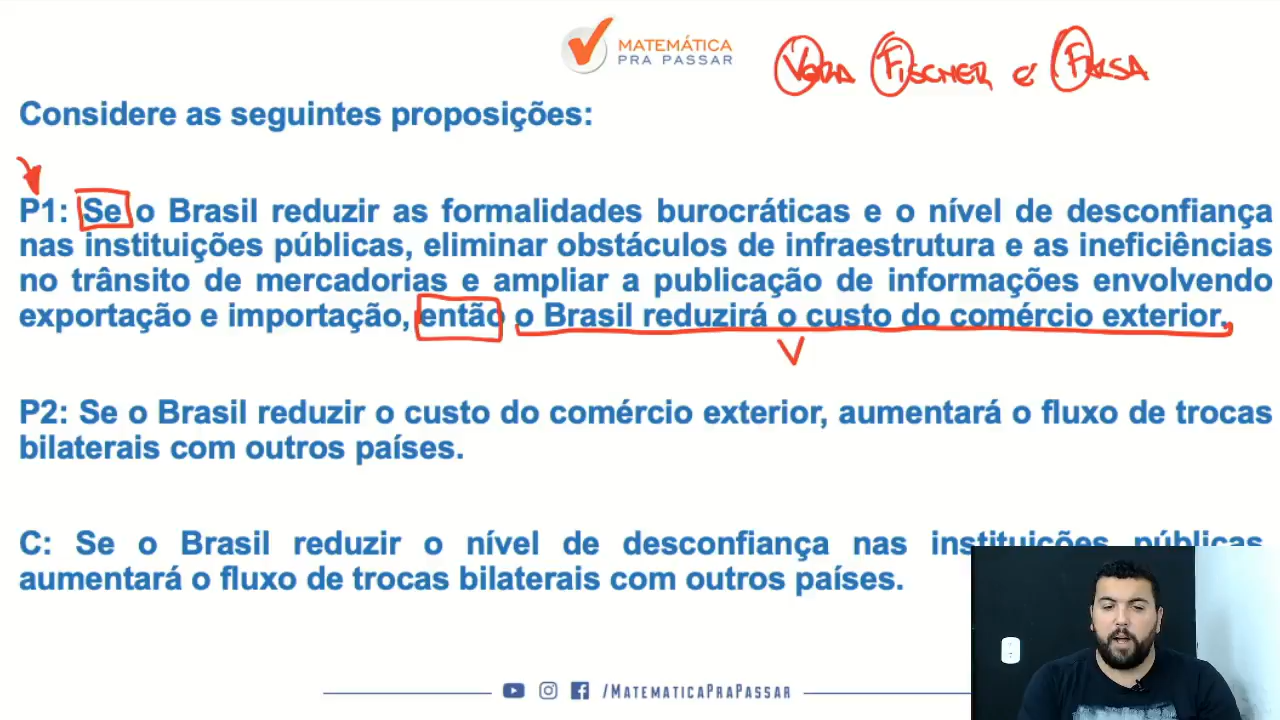 MATEMÁTICA
PRA PASSAR
VERA FISCHER E FALSA
Considere as seguintes proposições:
P1: Se o Brasil reduzir as formalidades burocráticas e o nível de desconfiança
nas instituições públicas, eliminar obstáculos de infraestrutura e as ineficiências
no trânsito de mercadorias e ampliar a publicação de informações envolvendo
exportação e importação, então o Brasil reduzirá o custo do comércio exterior.
V
P2: Se o Brasil reduzir o custo do comércio exterior, aumentará o fluxo de trocas
bilaterais com outros países.
C: Se o Brasil reduzir o nível de desconfiança nas instituições públicas,
aumentará o fluxo de trocas bilaterais com outros países.
/MATEMATICAPRAPASSAR